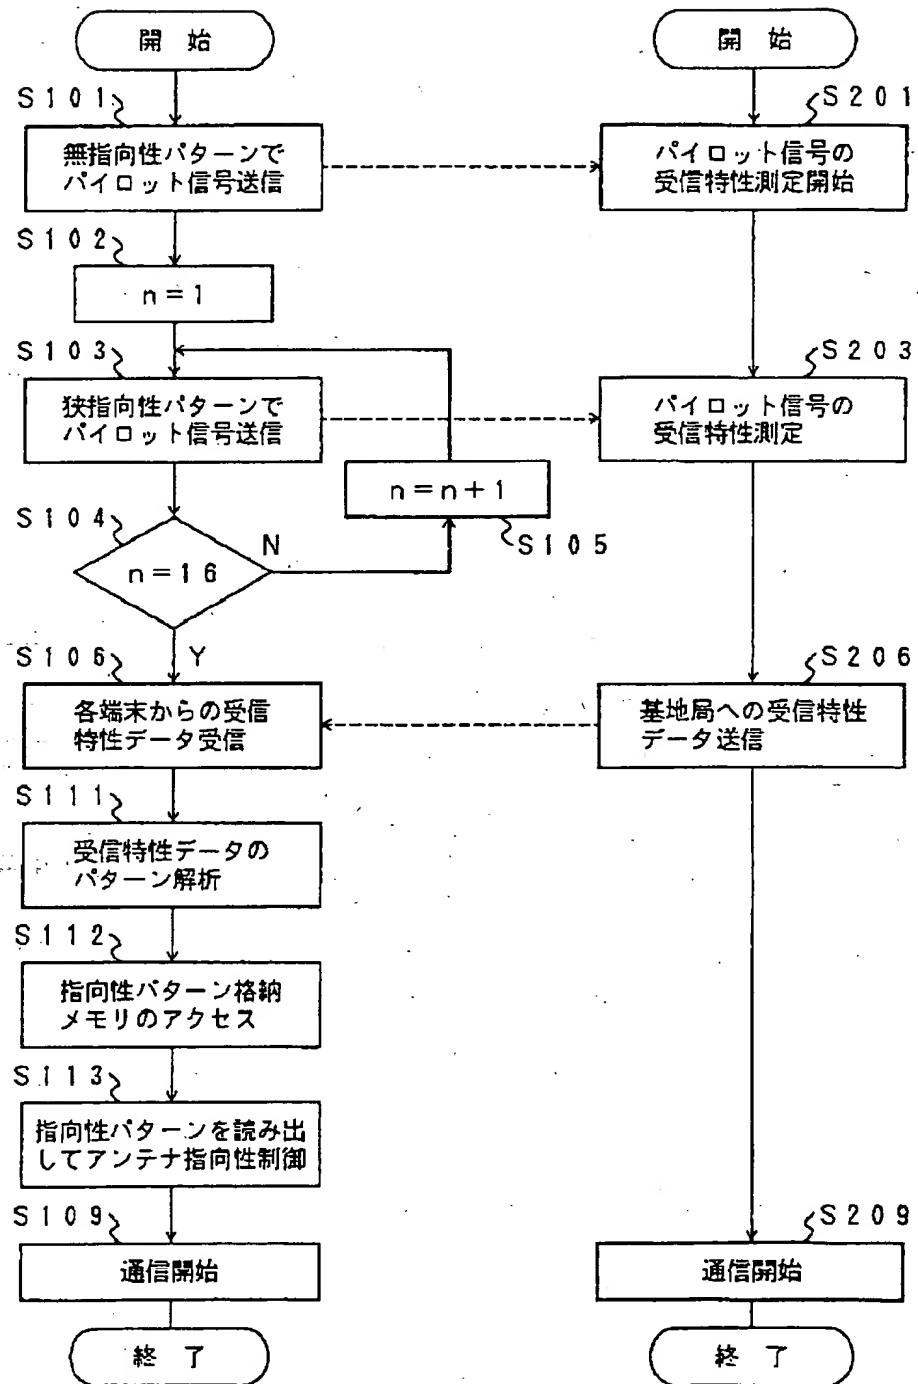 開 始
S101
無指向性パターンで
パイロット信号送信
S102
n=1
S103
狭指向性パターンで
パイロット信号送信
n=n+1
S105
S104
n=16
N
Y
S106
各端末からの受信
特性データ受信
S111
受信特性データの
パターン解析
S112
指向性パターン格納
メモリのアクセス
S113
指向性パターンを読み出
してアンテナ指向性制御
S109
通信開始
終 了
開 始
S201
パイロット信号の
受信特性測定開始
S203
パイロット信号の
受信特性測定
S206
基地局への受信特性
データ送信
S209
通信開始
終 了